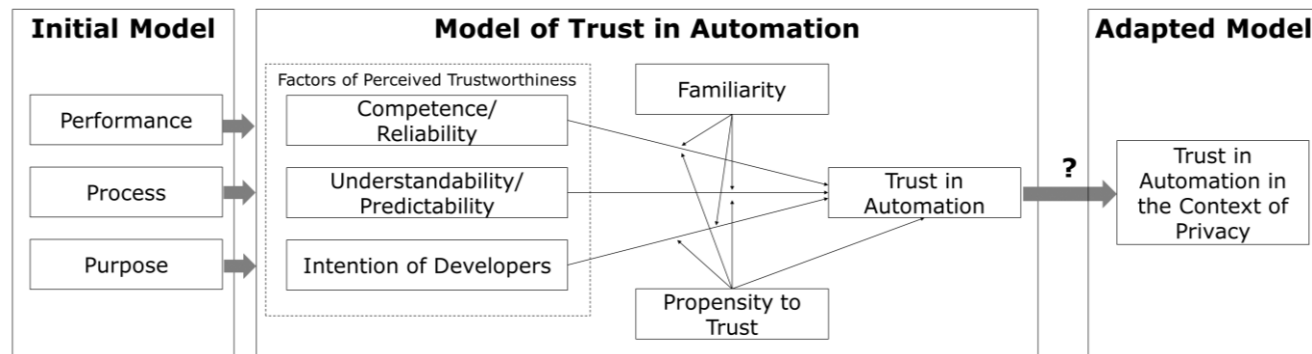 Initial Model
Performance
Process
Purpose
Model of Trust in Automation
Factors of Perceived Trustworthiness
Competence/
Reliability
Understandability/
Predictability
Intention of Developers
Familiarity
Propensity to
Trust
Trust in
Automation
?
Adapted Model
Trust in
Automation in
the Context of
Privacy